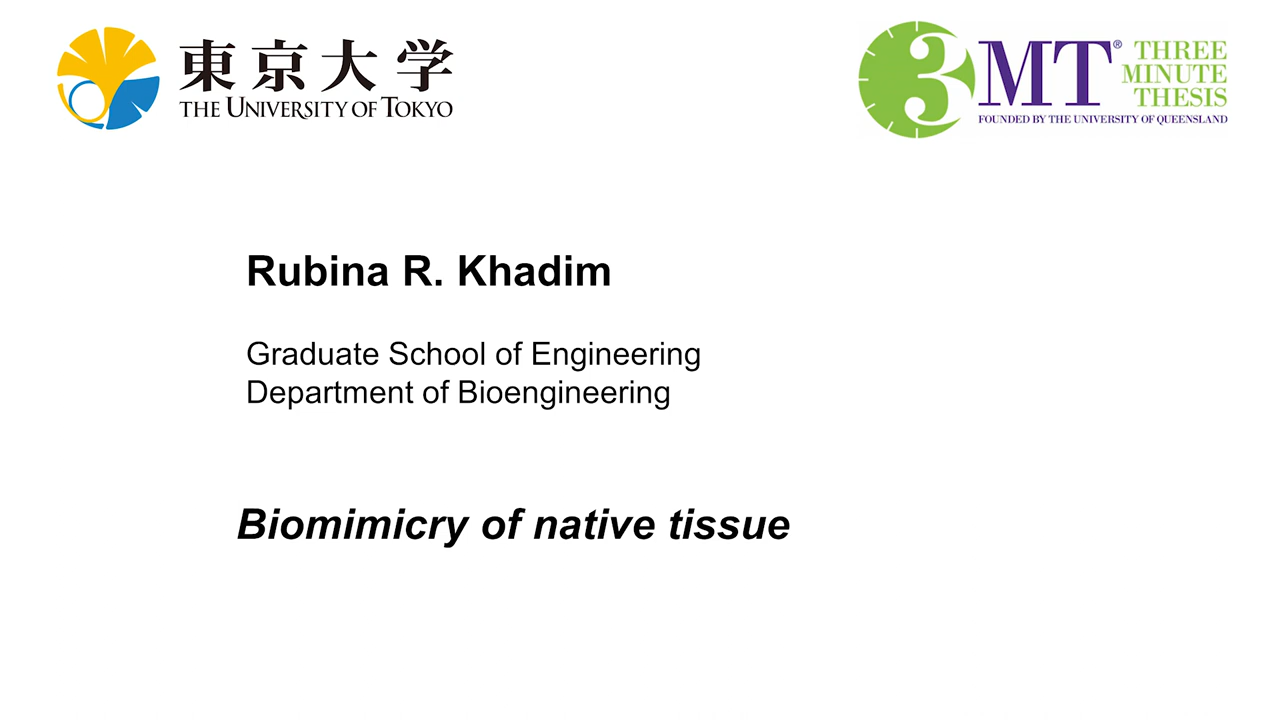 東京大学
THE UNIVERSITY OF TOKYO
3MT® THREE MINUTE THESIS
FOUNDED BY THE UNIVERSITY OF QUEENSLAND
Rubina R. Khadim
Graduate School of Engineering
Department of Bioengineering
Biomimicry of native tissue